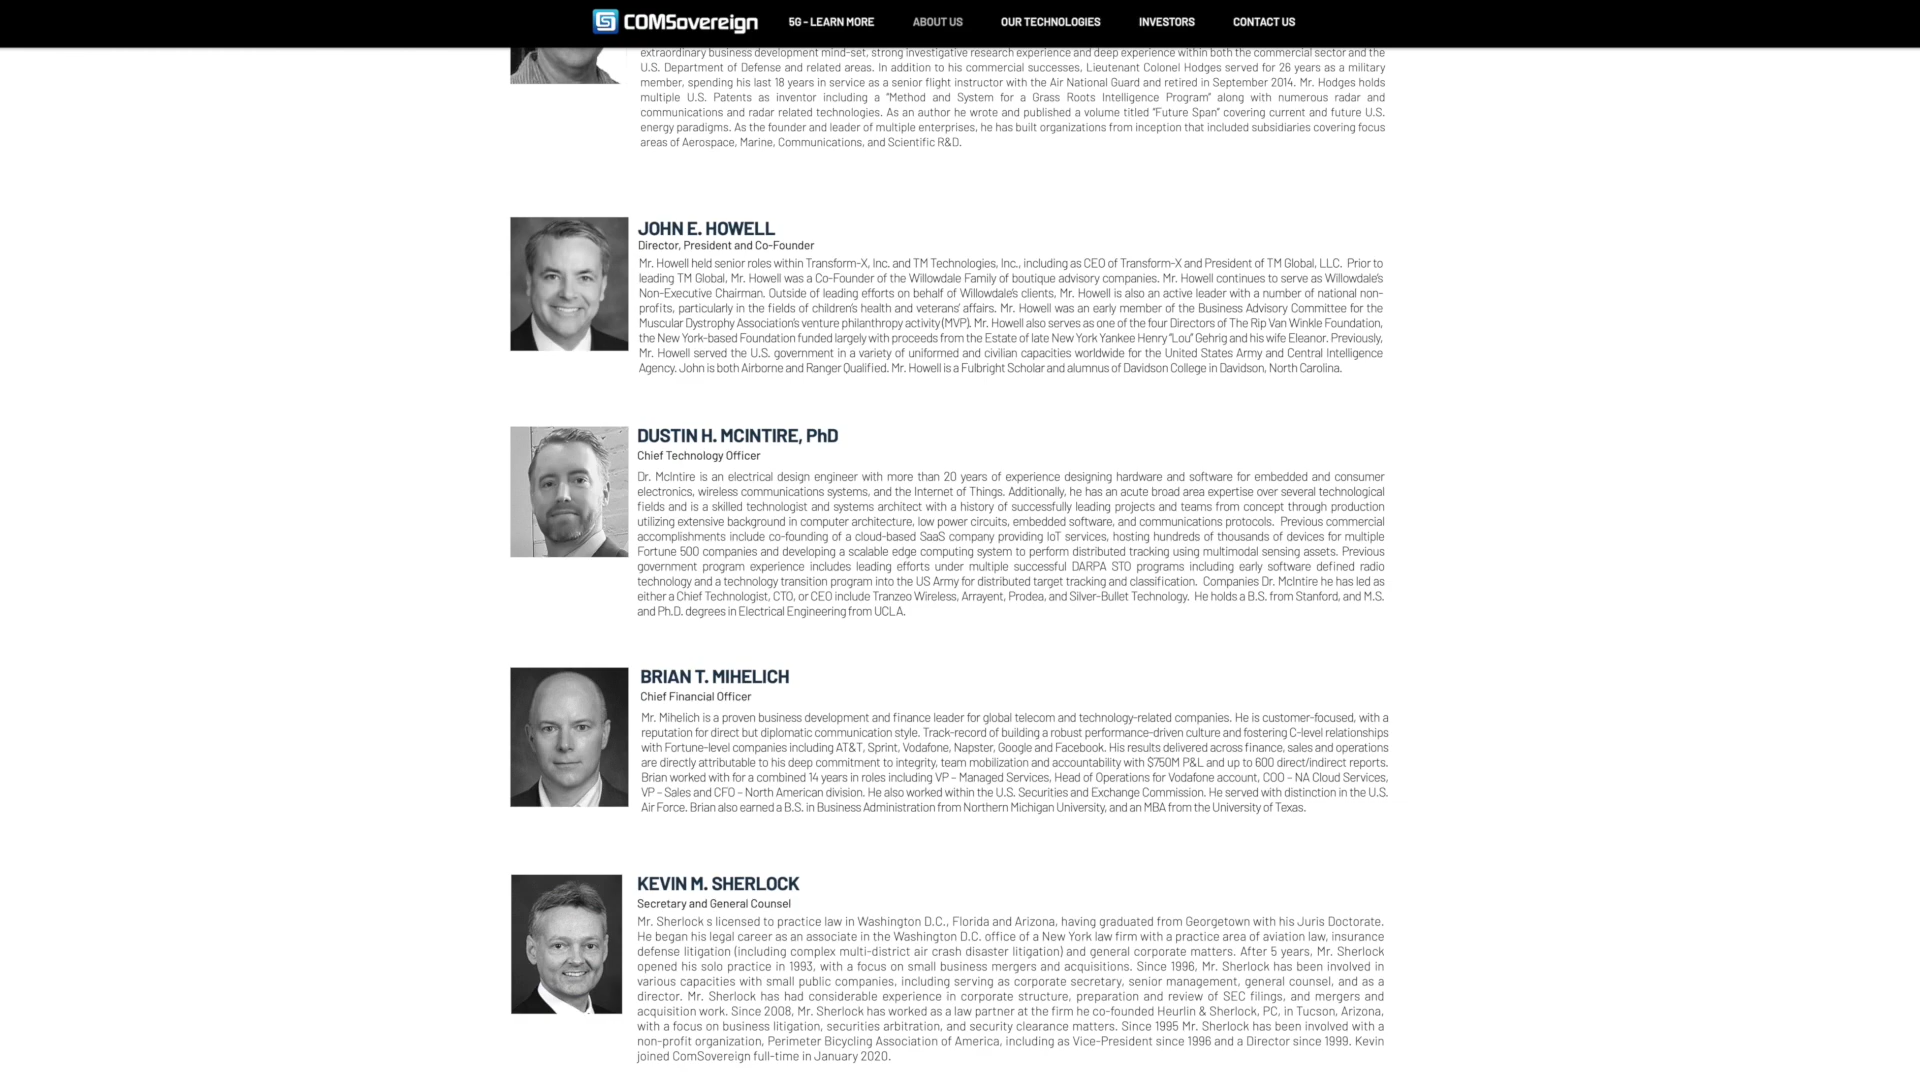 COMSovereign
5G - LEARN MORE
ABOUT US
OUR TECHNOLOGIES
INVESTORS
CONTACT US
extraordinary business development mind-set, strong investigative research experience and deep experience within both the commercial sector and the
U.S. Department of Defense and related areas. In addition to his commercial successes, Lieutenant Colonel Hodges served for 26 years as a military
member, spending his last 18 years in service as a senior flight instructor with the Air National Guard and retired in September 2014. Mr. Hodges holds
multiple U.S. Patents as inventor including a "Method and System for a Grass Roots Intelligence Program" along with numerous radar and
communications and radar related technologies. As an author he wrote and published a volume titled "Future Span" covering current and future U.S.
energy paradigms. As the founder and leader of multiple enterprises, he has built organizations from inception that included subsidiaries covering focus
areas of Aerospace, Marine, Communications, and Scientific R&D.
JOHN E. HOWELL
Director, President and Co-Founder
Mr. Howell held senior roles within Transform-X, Inc. and TM Technologies, Inc., including as CEO of Transform-X and President of TM Global, LLC. Prior to
leading TM Global, Mr. Howell was a Co-Founder of the Willowdale Family of boutique advisory companies. Mr. Howell continues to serve as Willowdale's
Non-Executive Chairman. Outside of leading efforts on behalf of Willowdale's clients, Mr. Howell is also an active leader with a number of national non-
profits, particularly in the fields of children's health and veterans' affairs. Mr. Howell was an early member of the Business Advisory Committee for the
Muscular Dystrophy Association's venture philanthropy activity (MVP). Mr. Howell also serves as one of the four Directors of The Rip Van Winkle Foundation,
the New York-based Foundation funded largely with proceeds from the Estate of late New York Yankee Henry "Lou" Gehrig and his wife Eleanor. Previously,
Mr. Howell served the U.S. government in a variety of uniformed and civilian capacities worldwide for the United States Army and Central Intelligence
Agency. John is both Airborne and Ranger Qualified. Mr. Howell is a Fulbright Scholar and alumnus of Davidson College in Davidson, North Carolina.
DUSTIN H. MCINTIRE, PhD
Chief Technology Officer
Dr. McIntire is an electrical design engineer with more than 20 years of experience designing hardware and software for embedded and consumer
electronics, wireless communications systems, and the Internet of Things. Additionally, he has an acute broad area expertise over several technological
fields and is a skilled technologist and systems architect with a history of successfully leading projects and teams from concept through production
utilizing extensive background in computer architecture, low power circuits, embedded software, and communications protocols. Previous commercial
accomplishments include co-founding of a cloud-based SaaS company providing IoT services, hosting hundreds of thousands of devices for multiple
Fortune 500 companies and developing a scalable edge computing system to perform distributed tracking using multimodal sensing assets. Previous
government program experience includes leading efforts under multiple successful DARPA STO programs including early software defined radio
technology and a technology transition program into the US Army for distributed target tracking and classification. Companies Dr. McIntire he has led as
either a Chief Technologist, CTO, or CEO include Tranzeo Wireless, Arrayent, Prodea, and Silver-Bullet Technology. He holds a B.S. from Stanford, and M.S.
and Ph.D. degrees in Electrical Engineering from UCLA.
BRIAN T. MIHELICH
Chief Financial Officer
Mr. Mihelich is a proven business development and finance leader for global telecom and technology-related companies. He is customer-focused, with a
reputation for direct but diplomatic communication style. Track-record of building a robust performance-driven culture and fostering C-level relationships
with Fortune-level companies including AT&T, Sprint, Vodafone, Napster, Google and Facebook. His results delivered across finance, sales and operations
are directly attributable to his deep commitment to integrity, team mobilization and accountability with $750M P&L and up to 600 direct/indirect reports.
Brian worked with for a combined 14 years in roles including VP – Managed Services, Head of Operations for Vodafone account, COO – NA Cloud Services,
VP – Sales and CFO – North American division. He also worked within the U.S. Securities and Exchange Commission. He served with distinction in the U.S.
Air Force. Brian also earned a B.S. in Business Administration from Northern Michigan University, and an MBA from the University of Texas.
KEVIN M. SHERLOCK
Secretary and General Counsel
Mr. Sherlock s licensed to practice law in Washington D.C., Florida and Arizona, having graduated from Georgetown with his Juris Doctorate.
He began his legal career as an associate in the Washington D.C. office of a New York law firm with a practice area of aviation law, insurance
defense litigation (including complex multi-district air crash disaster litigation) and general corporate matters. After 5 years, Mr. Sherlock
opened his solo practice in 1993, with a focus on small business mergers and acquisitions. Since 1996, Mr. Sherlock has been involved in
various capacities with small public companies, including serving as corporate secretary, senior management, general counsel, and as a
director. Mr. Sherlock has had considerable experience in corporate structure, preparation and review of SEC filings, and mergers and
acquisition work. Since 2008, Mr. Sherlock has worked as a law partner at the firm he co-founded Heurlin & Sherlock, PC, in Tucson, Arizona,
with a focus on business litigation, securities arbitration, and security clearance matters. Since 1995 Mr. Sherlock has been involved with a
non-profit organization, Perimeter Bicycling Association of America, including as Vice-President since 1996 and a Director since 1999. Kevin
joined ComSovereign full-time in January 2020.